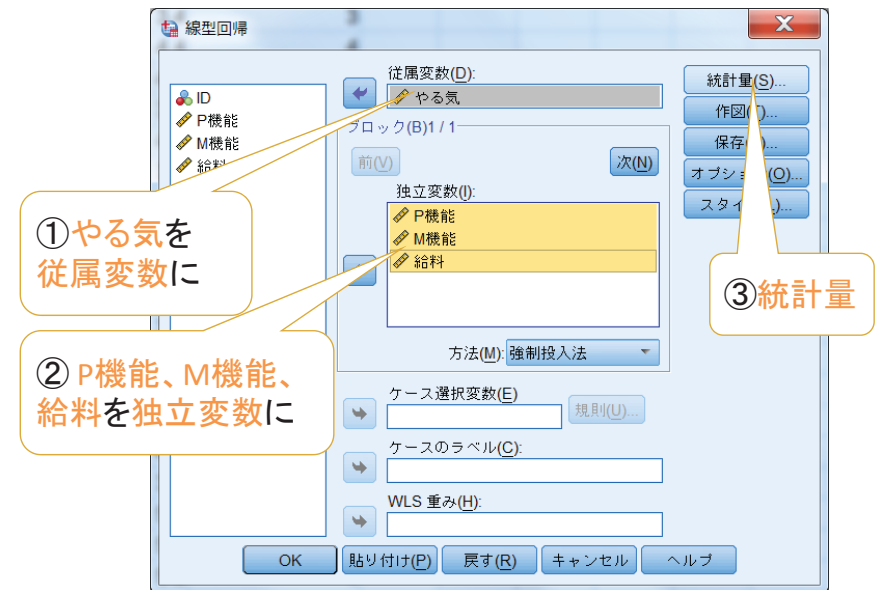 線型回帰
ID
P機能
M機能
給料
従属変数(D):
やる気
ブロック(B)1 / 1
前(V)
次(N)
独立変数(I):
P機能
M機能
給料
方法(M): 強制投入法
ケース選択変数(E)
規則(U)...
ケースのラベル(C):
WLS 重み(H):
統計量(S)...
作図(T)...
保存
オプション(O)...
スタイ
①やる気を
従属変数に
② P機能、M機能、
給料を独立変数に
③統計量
OK
貼り付け(P)
戻す(R)
キャンセル
ヘルプ